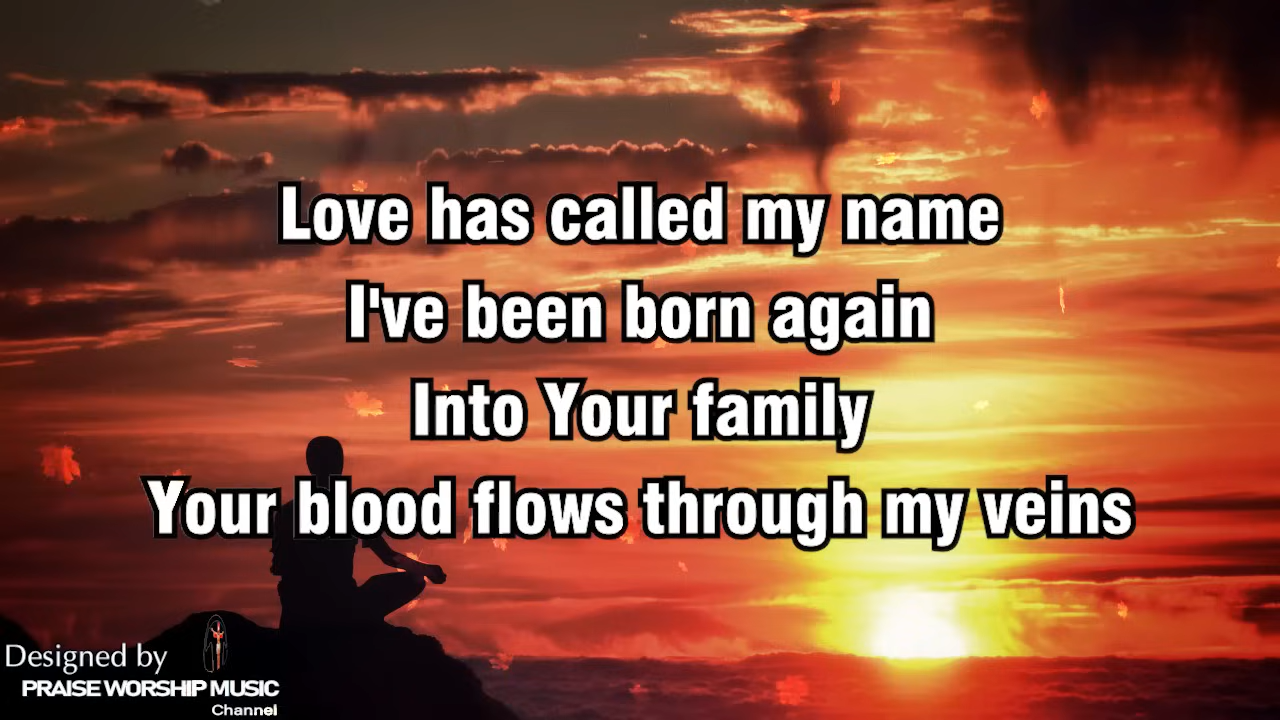 Love has called my name
I've been born again
Into Your family
Your blood flows through my veins
Designed by
PRAISE WORSHIP MUSIC
Channel